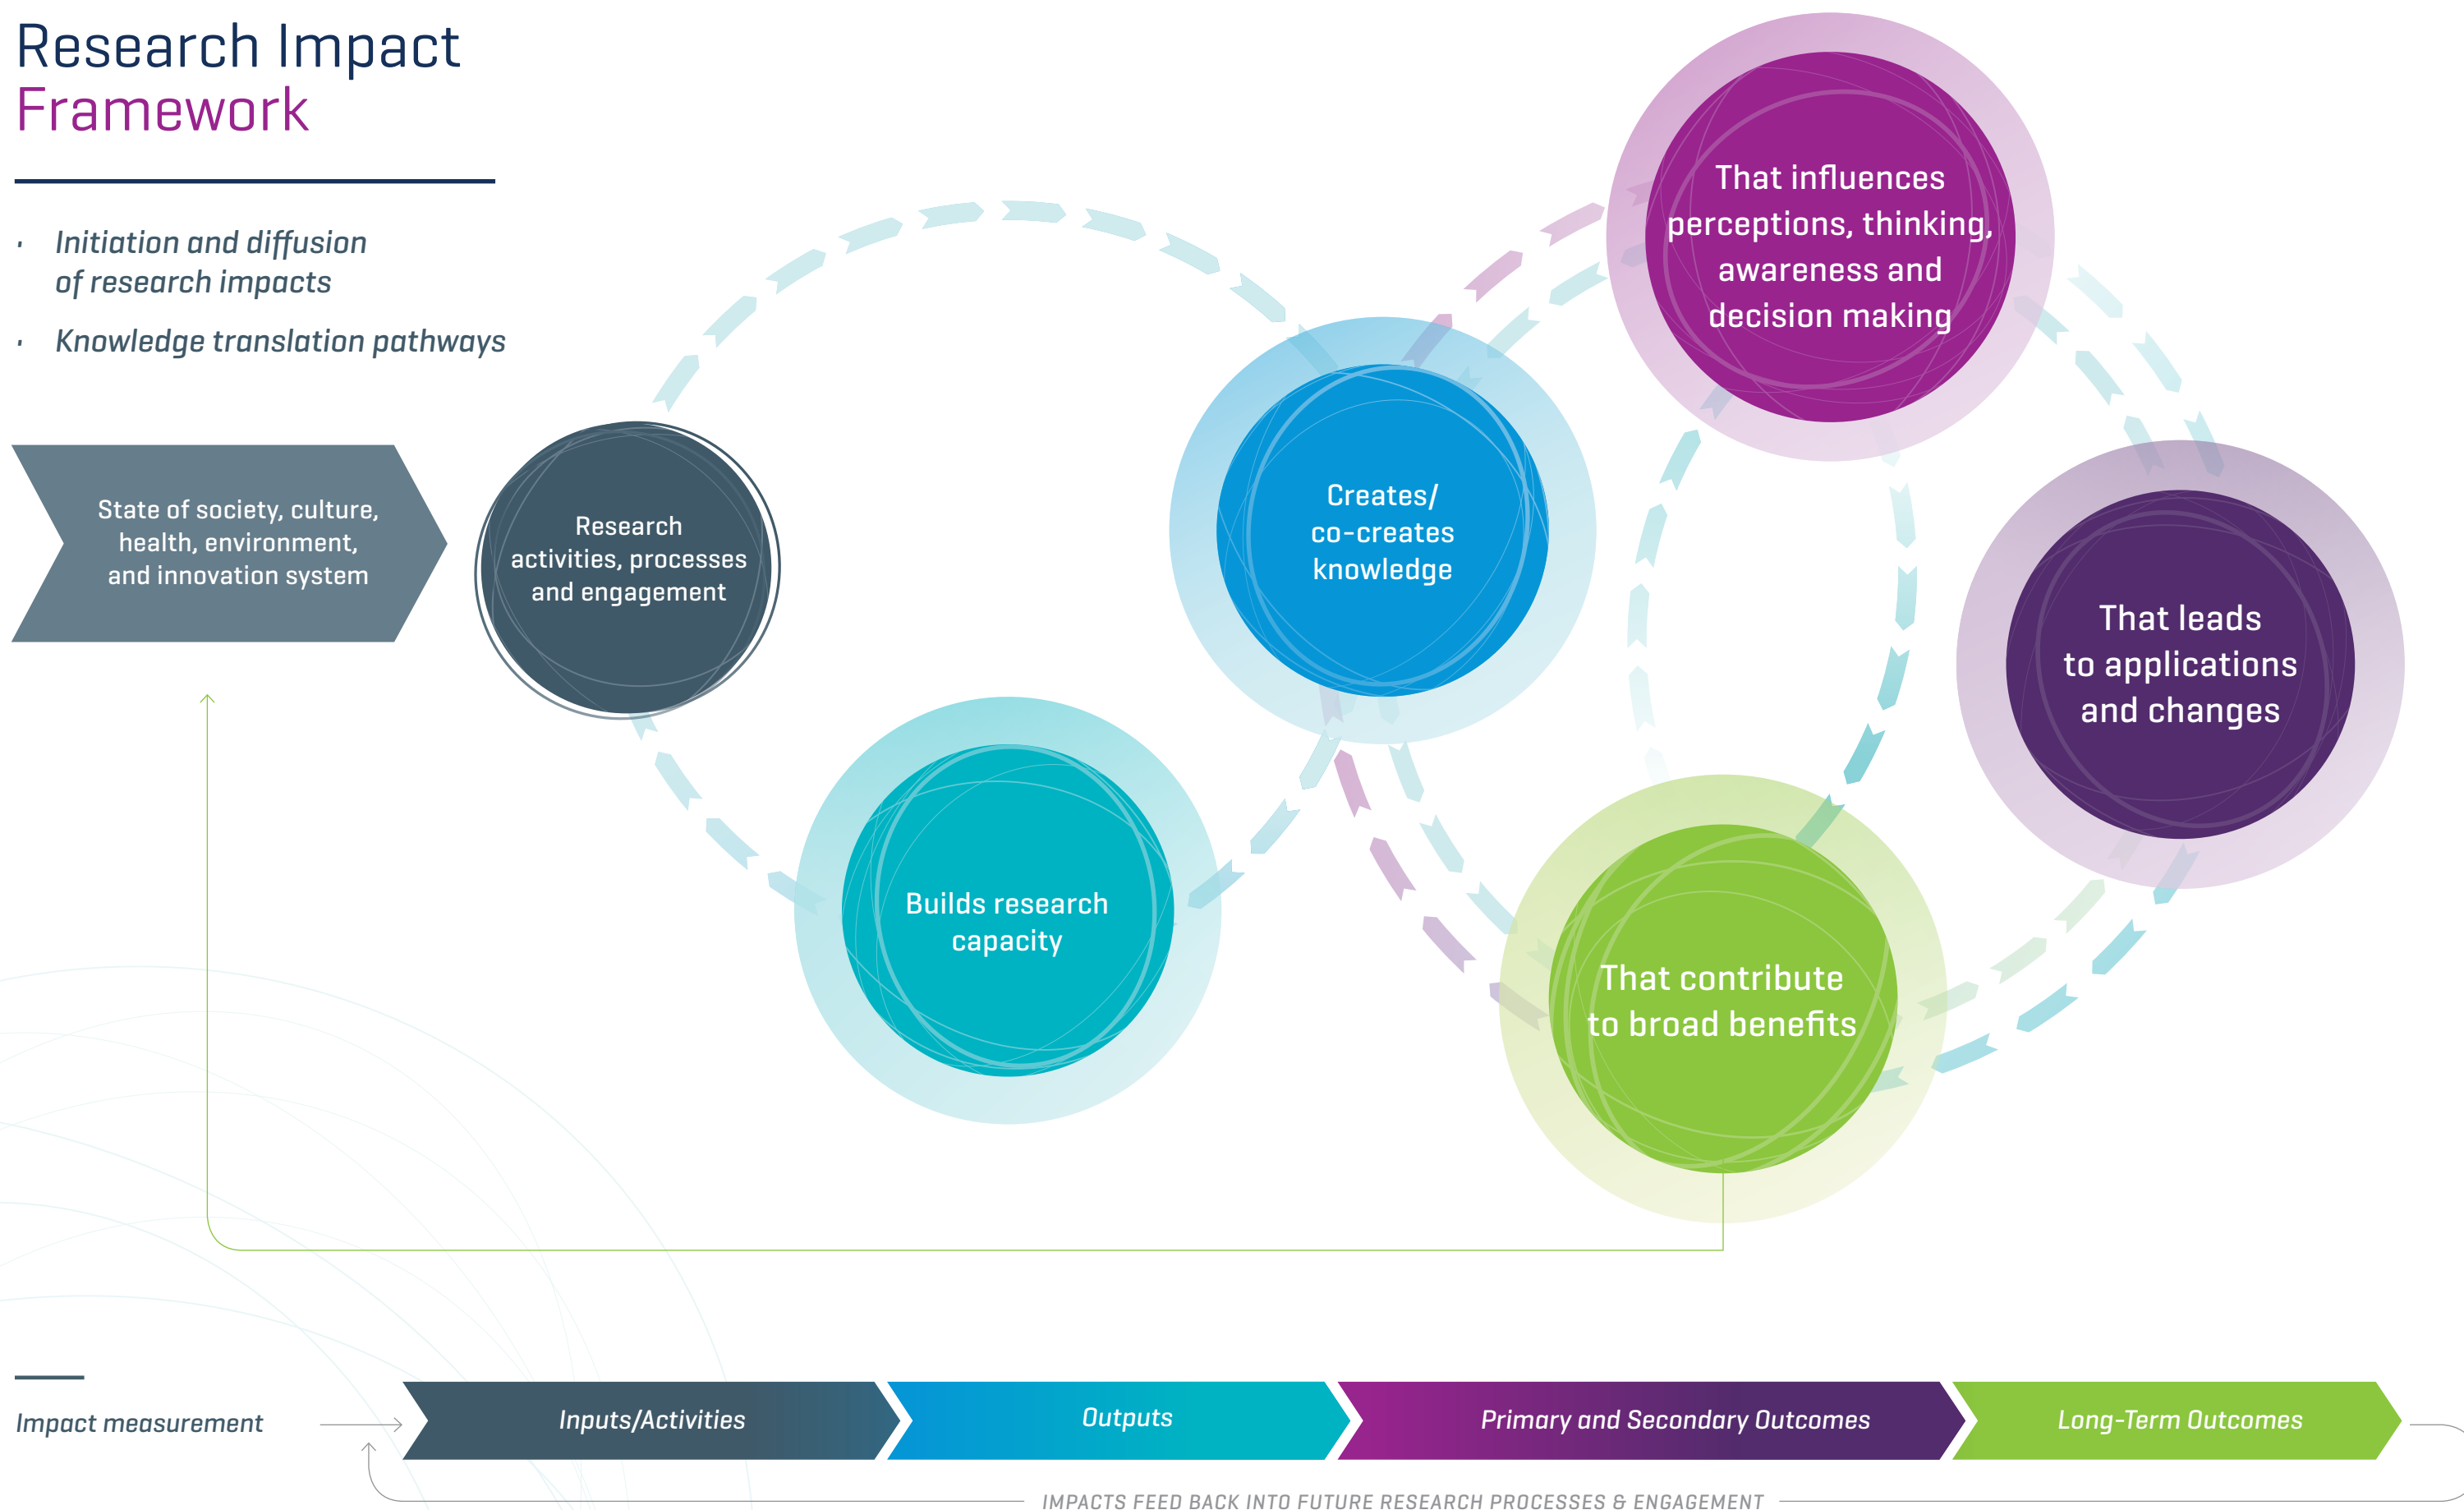 Research Impact
Framework
· Initiation and diffusion
of research impacts
· Knowledge translation pathways
State of society, culture,
health, environment,
and innovation system
Research
activities, processes
and engagement
Builds research
capacity
Creates/
co-creates
knowledge
That influences
perceptions, thinking,
awareness and
decision making
That leads
to applications
and changes
That contribute
to broad benefits
Impact measurement
Inputs/Activities
Outputs
Primary and Secondary Outcomes
Long-Term Outcomes
IMPACTS FEED BACK INTO FUTURE RESEARCH PROCESSES & ENGAGEMENT